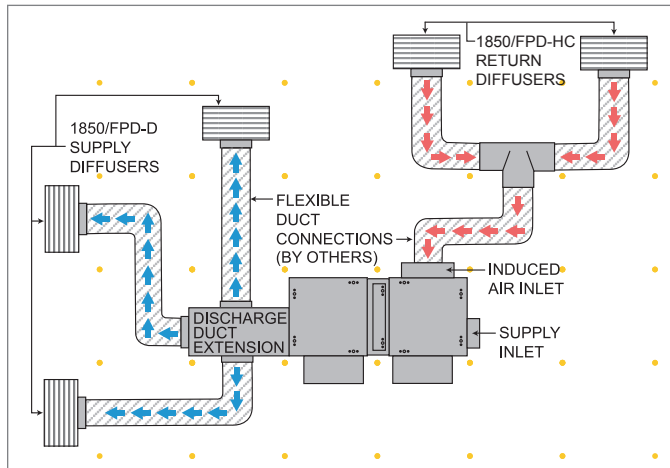 1850/FPD-HC
RETURN
DIFFUSERS
1850/FPD-D
SUPPLY
DIFFUSERS
FLEXIBLE
DUCT
CONNECTIONS
(BY OTHERS)
INDUCED
AIR INLET
DISCHARGE
DUCT
EXTENSION
SUPPLY
INLET